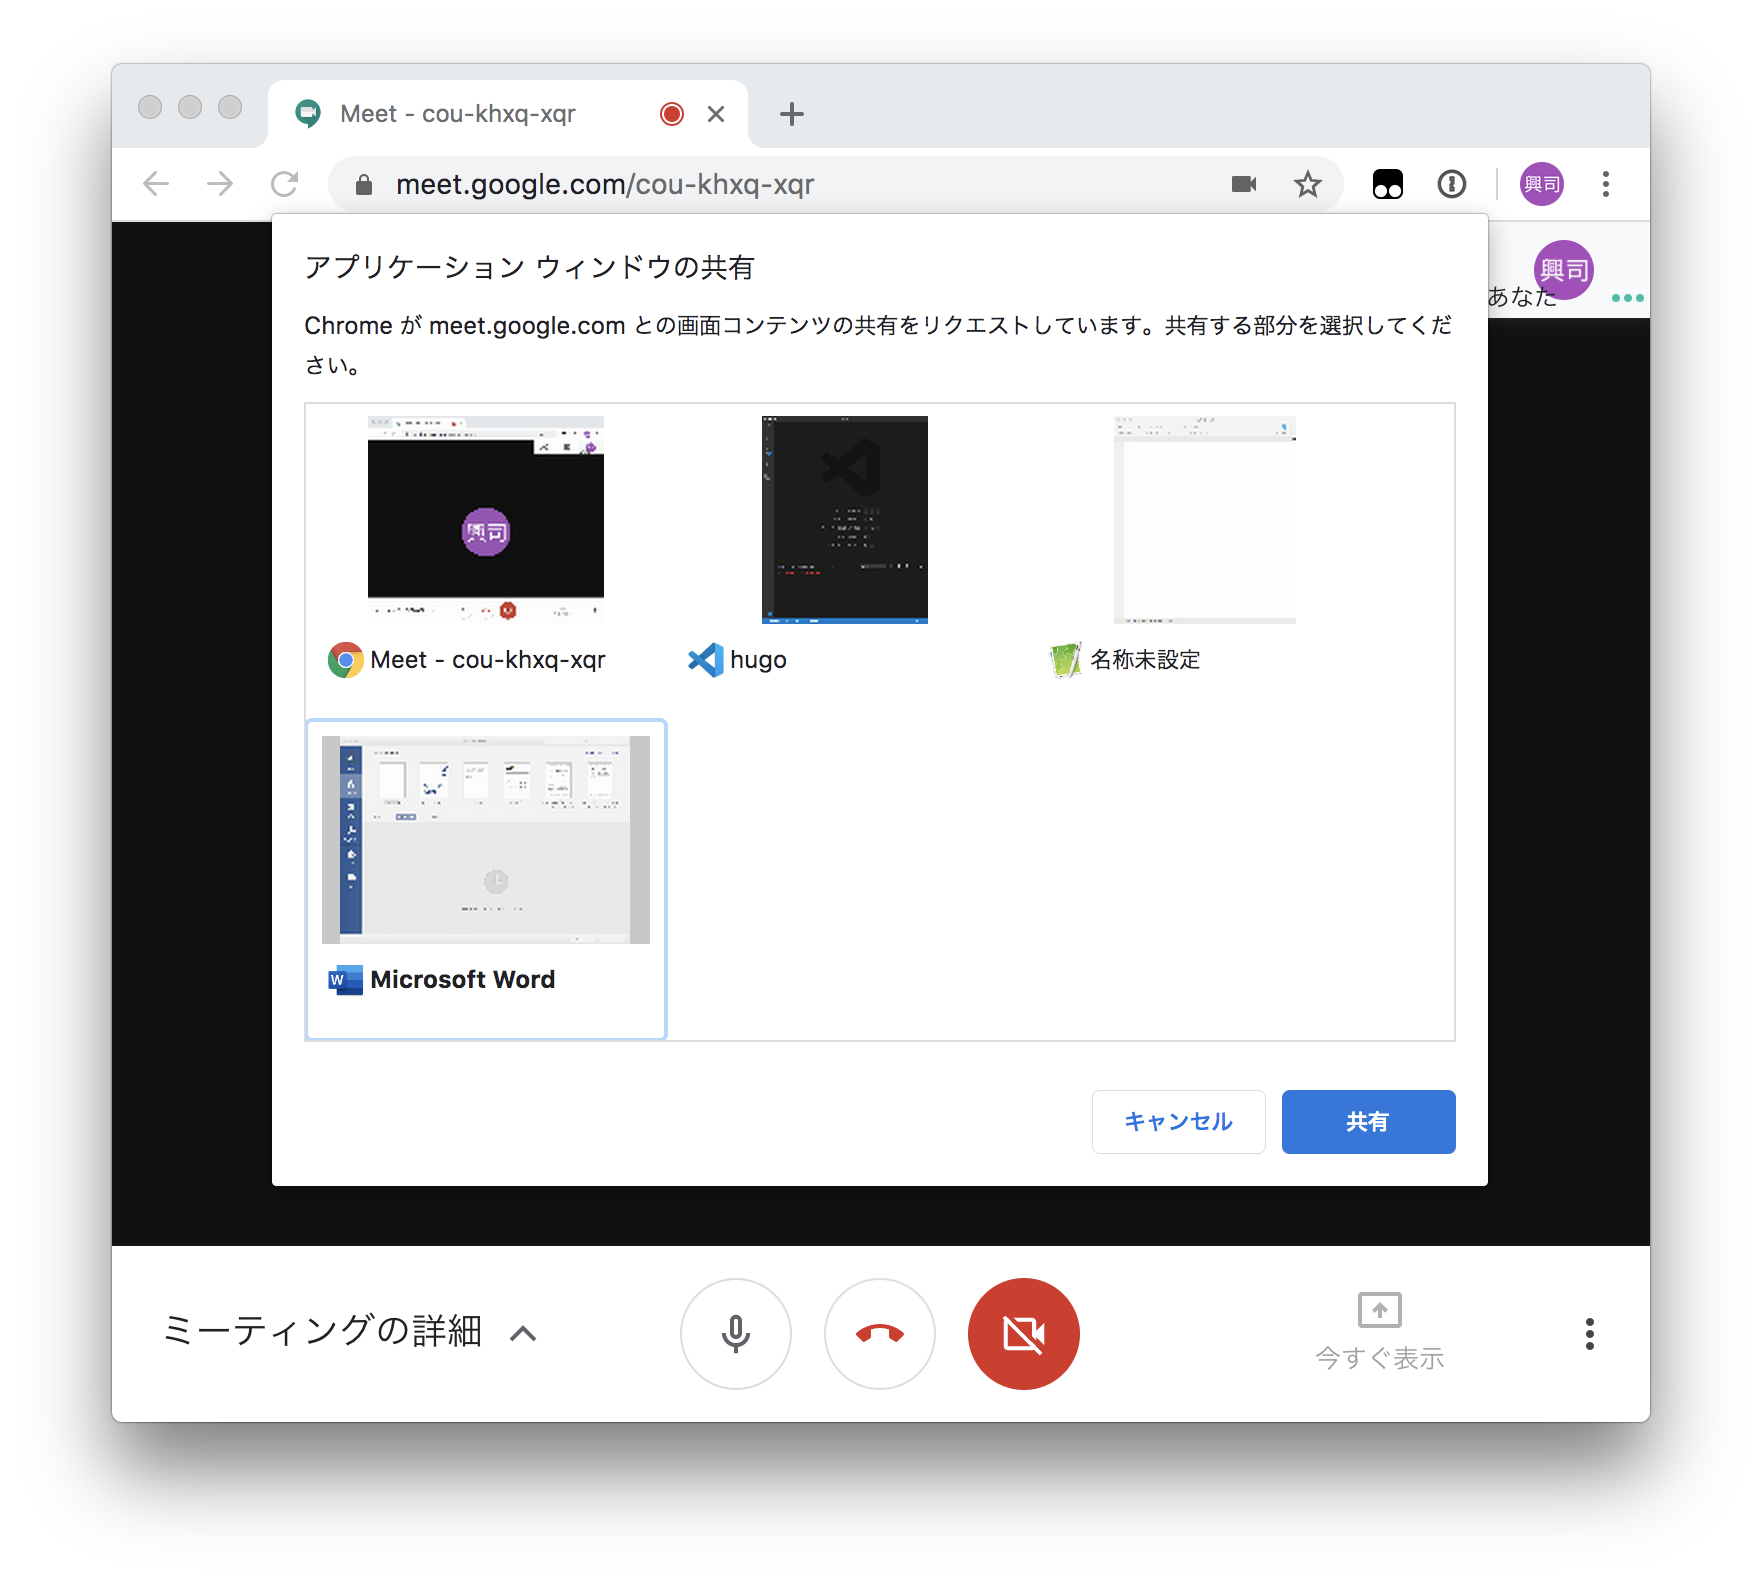 Meet - cou-khxq-xqr
meet.google.com/cou-khxq-xqr
興司
興司
あなた
アプリケーション ウィンドウの共有
Chrome が meet.google.com との画面コンテンツの共有をリクエストしています。共有する部分を選択してくだ
さい。
興司
Meet - cou-khxq-xqr
hugo
名称未設定
W
Microsoft Word
キャンセル
共有
ミーティングの詳細
今すぐ表示